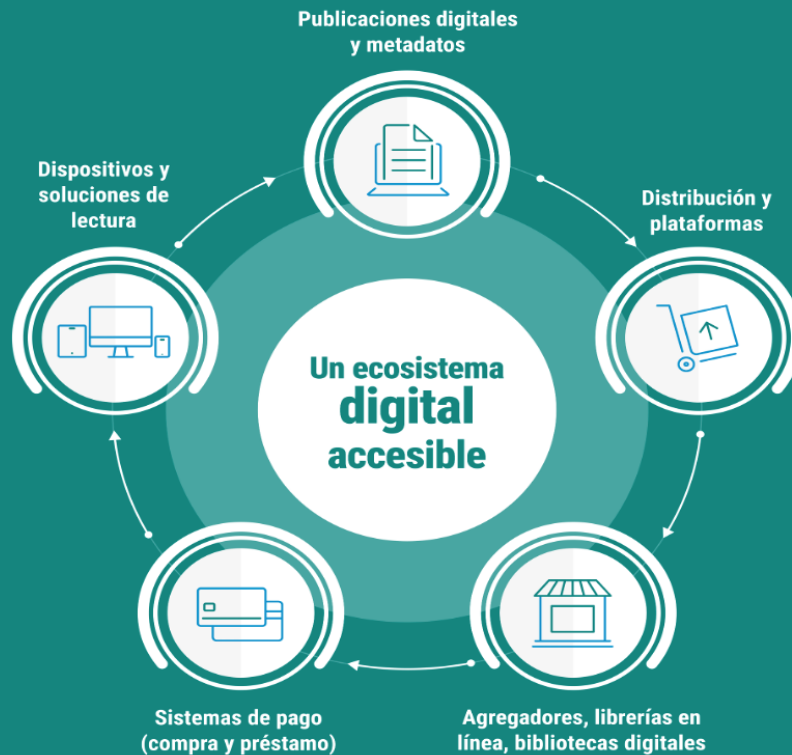 Publicaciones digitales
y metadatos
Distribución y
plataformas
Agregadores, librerías en
línea, bibliotecas digitales
Sistemas de pago
(compra y préstamo)
Dispositivos y
soluciones de
lectura
Un ecosistema
digital
accesible